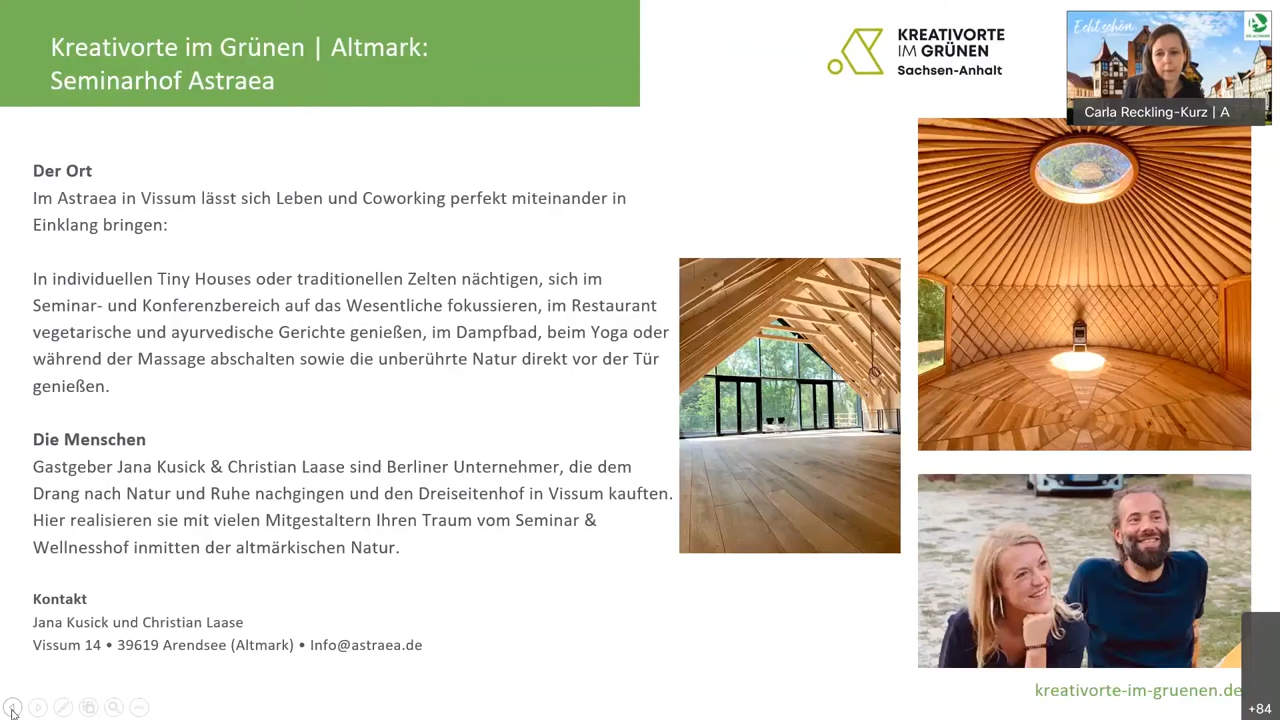 Kreativorte im Grünen | Altmark:
Seminarhof Astraea
KREATIVORTE
IM GRÜNEN
Sachsen-Anhalt
Echt schön
Carla Reckling-Kurz | A
Der Ort
Im Astraea in Vissum lässt sich Leben und Coworking perfekt miteinander in
Einklang bringen:
In individuellen Tiny Houses oder traditionellen Zelten nächtigen, sich im
Seminar- und Konferenzbereich auf das Wesentliche fokussieren, im Restaurant
vegetarische und ayurvedische Gerichte genießen, im Dampfbad, beim Yoga oder
während der Massage abschalten sowie die unberührte Natur direkt vor der Tür
genießen.
Die Menschen
Gastgeber Jana Kusick & Christian Laase sind Berliner Unternehmer, die dem
Drang nach Natur und Ruhe nachgingen und den Dreiseitenhof in Vissum kauften.
Hier realisieren sie mit vielen Mitgestaltern Ihren Traum vom Seminar &
Wellnesshof inmitten der altmärkischen Natur.
Kontakt
Jana Kusick und Christian Laase
Vissum 14 • 39619 Arendsee (Altmark) • Info@astraea.de
kreativorte-im-gruenen.de
+84